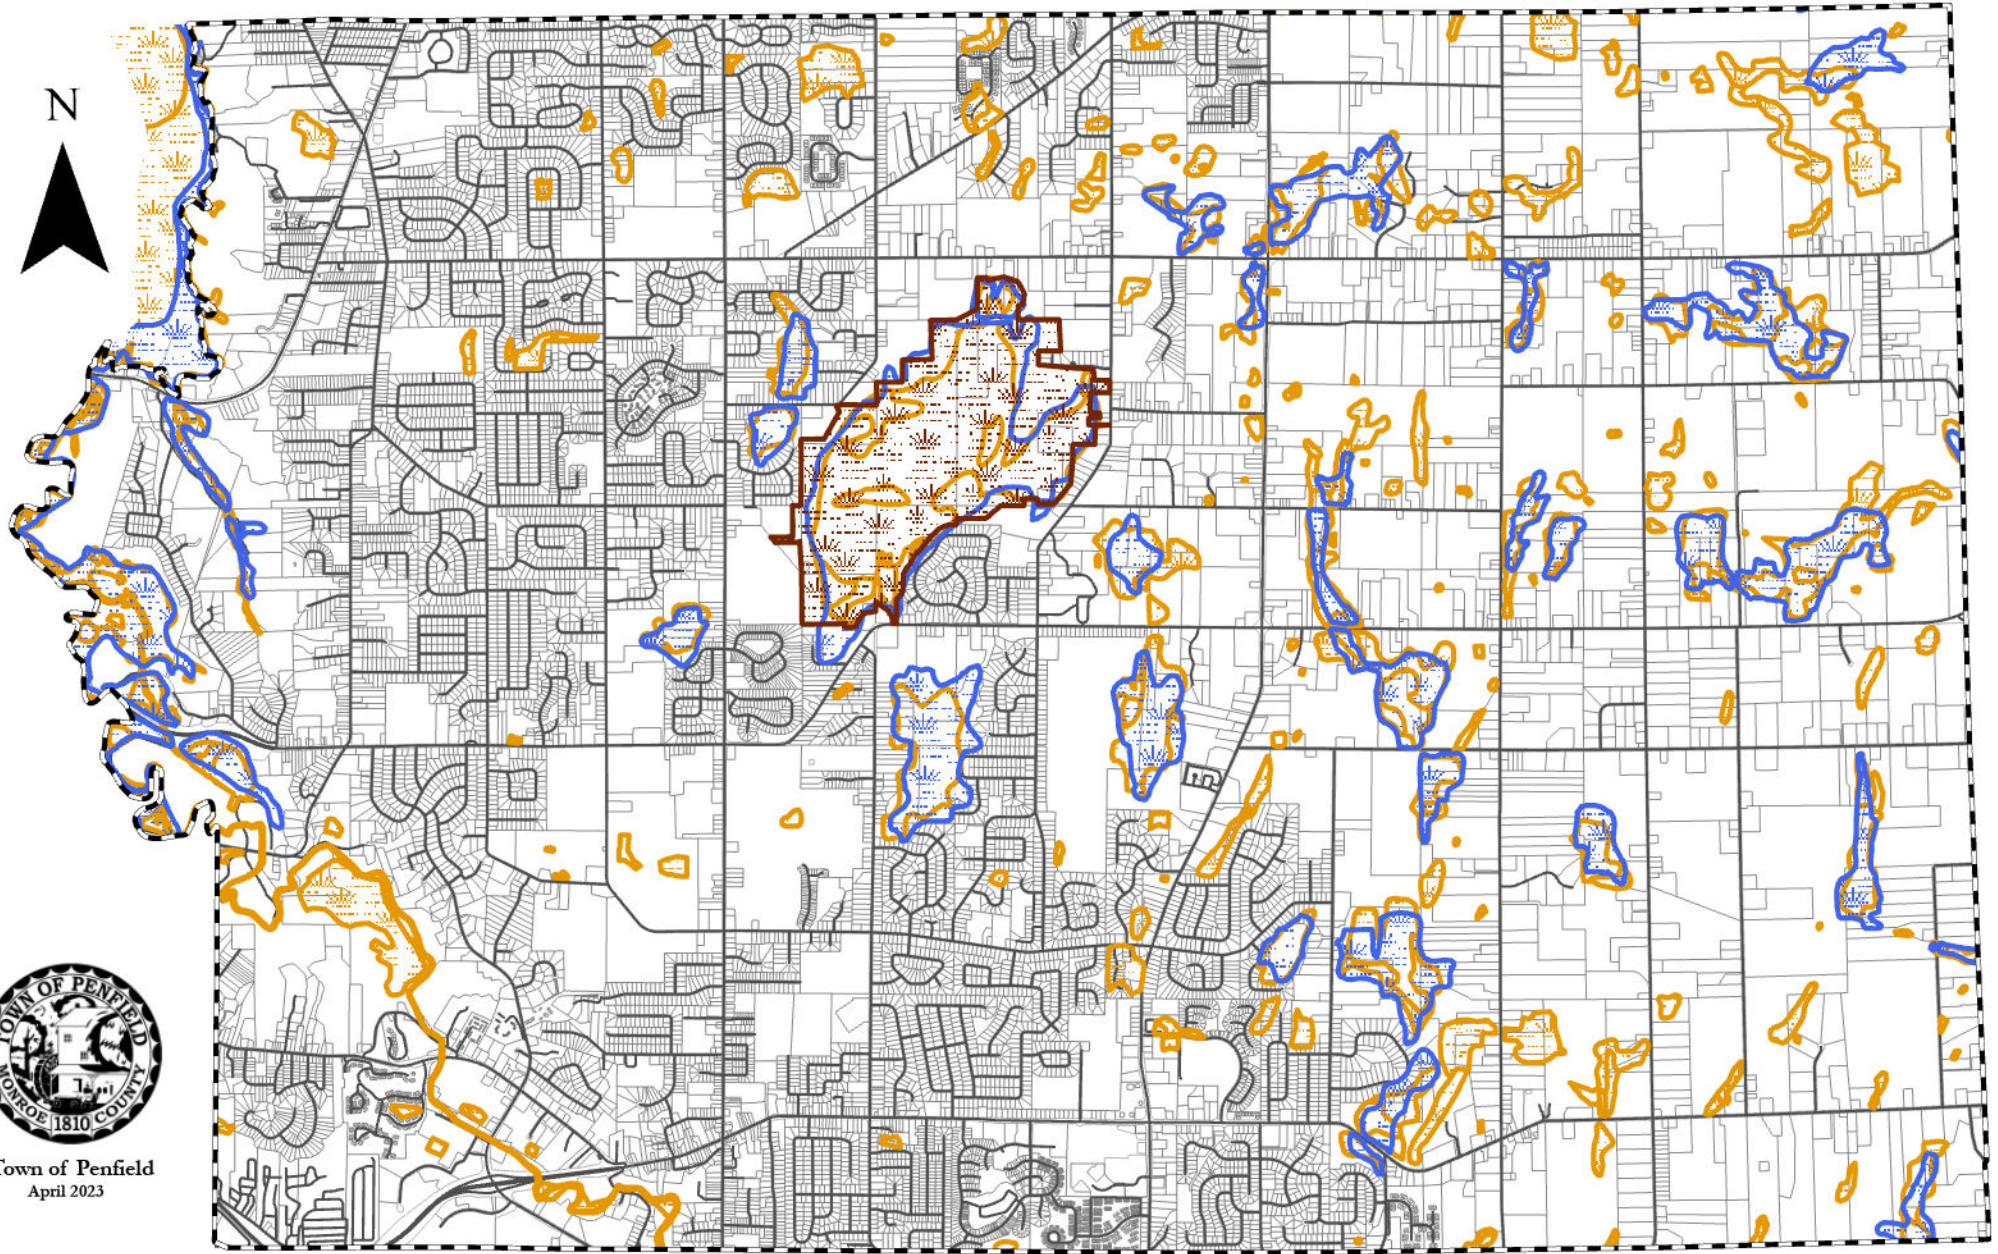 N
TOWN OF PENFIELD
MONROE COUNTY
1810
Town of Penfield
April 2023